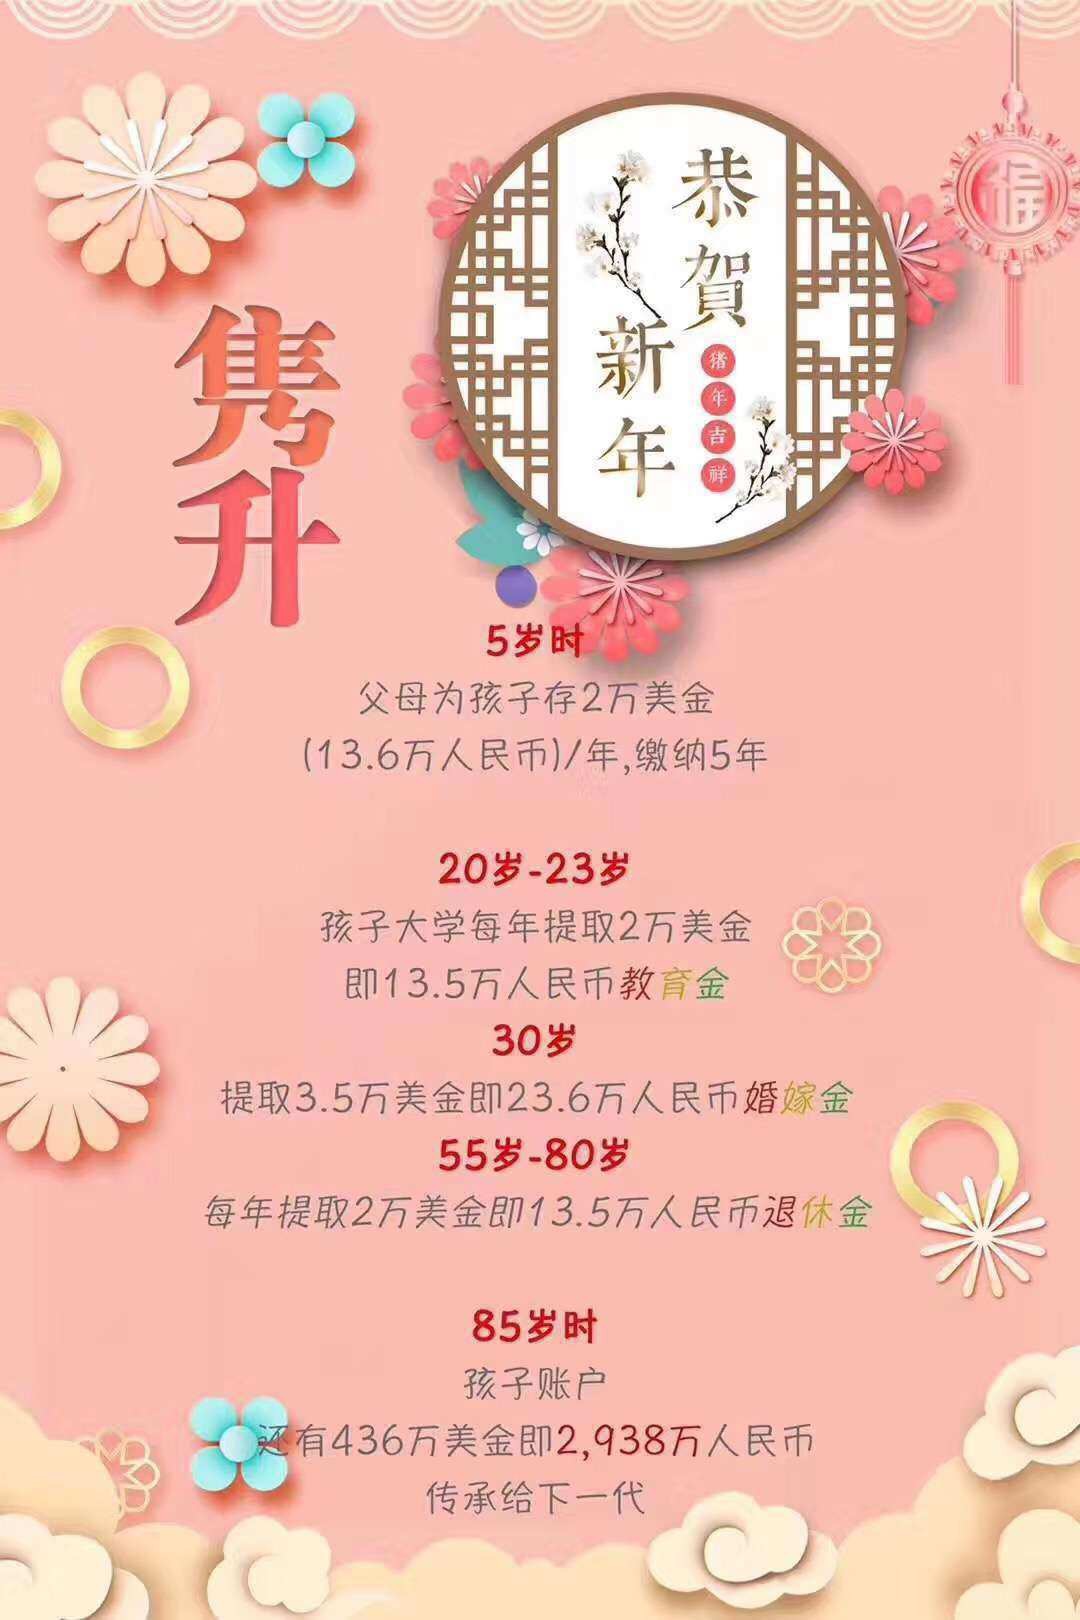 恭賀
新年
猪年吉祥
福
隽升
5岁时
父母为孩子存2万美金
(13.6万人民币)/年,缴纳5年
20岁-23岁
孩子大学每年提取2万美金
即13.5万人民币教育金
30岁
提取3.5万美金即23.6万人民币婚嫁金
55岁-80岁
每年提取2万美金即13.5万人民币退休金
85岁时
孩子账户
还有436万美金即2,938万人民币
传承给下一代